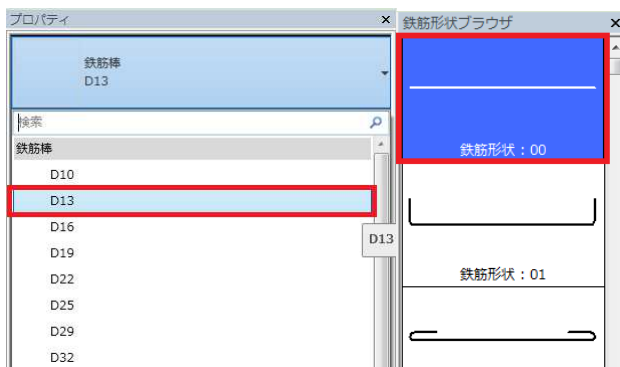 プロパティ
鉄筋棒
D13
検索
鉄筋棒
D10
D13
D16
D19
D22
D25
D29
D32
D13
鉄筋形状ブラウザ
鉄筋形状：00
鉄筋形状：01